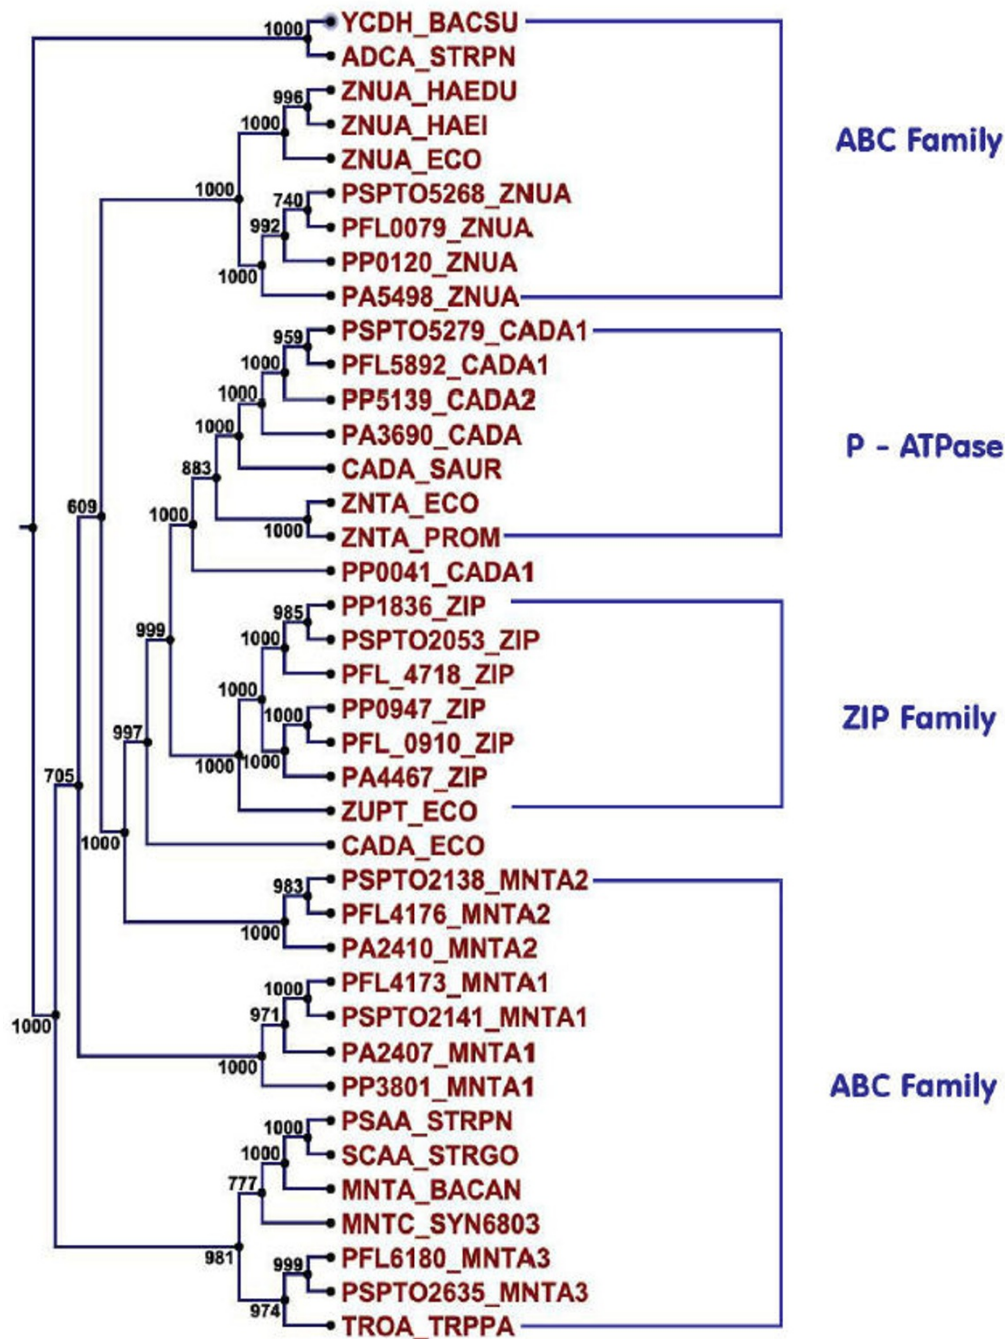 1000 YCDH_BACSU
ADCA_STRPN
996 ZNUA_HAEDU
1000 ZNUA_HAEI
ZNUA_ECO
ABC Family
1000 740 PSPTO5268_ZNUA
992 PFL0079_ZNUA
PP0120_ZNUA
1000 PA5498_ZNUA
959 PSPTO5279_CADA1
1000 PFL5892_CADA1
1000 PP5139_CADA2
1000 PA3690_CADA
P - ATPase
883 CADA_SAUR
609 1000 ZNTA_ECO
1000 ZNTA_PROM
PP0041_CADA1
985 PP1836_ZIP
999 1000 PSPTO2053_ZIP
1000 PFL_4718_ZIP
997 1000 PP0947_ZIP
ZIP Family
PFL_0910_ZIP
705 1000 1000 PA4467_ZIP
ZUPT_ECO
1000 CADA_ECO
983 PSPTO2138_MNTA2
PFL4176_MNTA2
1000 PA2410_MNTA2
1000 PFL4173_MNTA1
1000 971 PSPTO2141_MNTA1
1000 PA2407_MNTA1
PP3801_MNTA1
ABC Family
1000 PSAA_STRPN
1000 SCAA_STRGO
777 MNTA_BACAN
MNTC_SYN6803
981 999 PFL6180_MNTA3
PSPTO2635_MNTA3
974 TROA_TRPPA